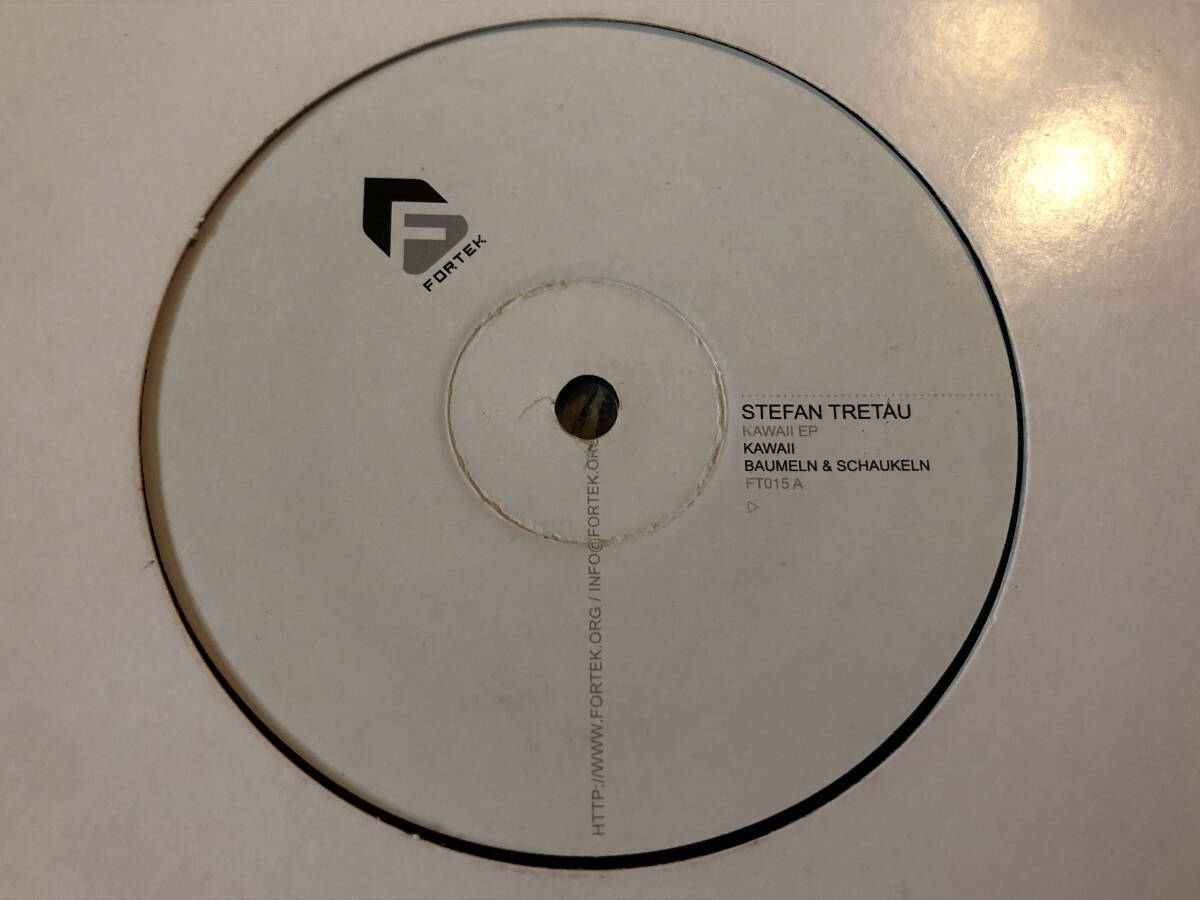 FORTEK
STEFAN TRETAU
KAWAII EP
KAWAII
BAUMELN & SCHAUKELN
FT015 A
HTTP://WWW.FORTEK.ORG / INFO@FORTEK.ORG